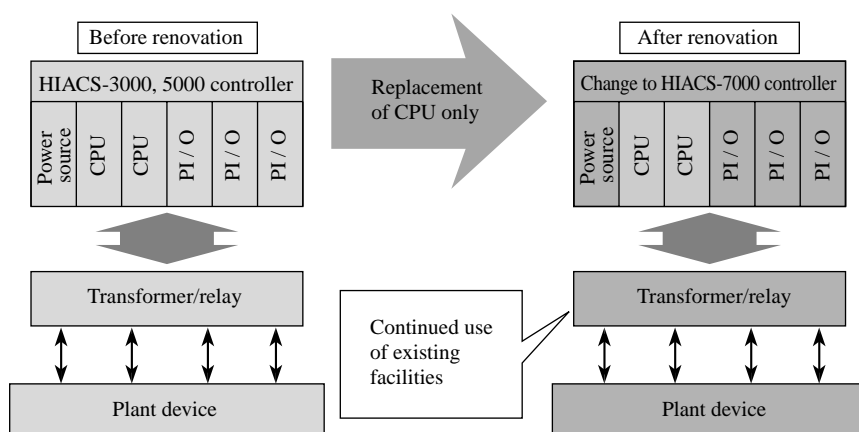 Before renovation
HIACS-3000, 5000 controller
Power
source
CPU
CPU
PI / O
PI / O
PI / O
Transformer/relay
Plant device
Replacement
of CPU only
After renovation
Change to HIACS-7000 controller
Power
source
CPU
CPU
PI / O
PI / O
PI / O
Transformer/relay
Continued use
of existing
facilities
Plant device